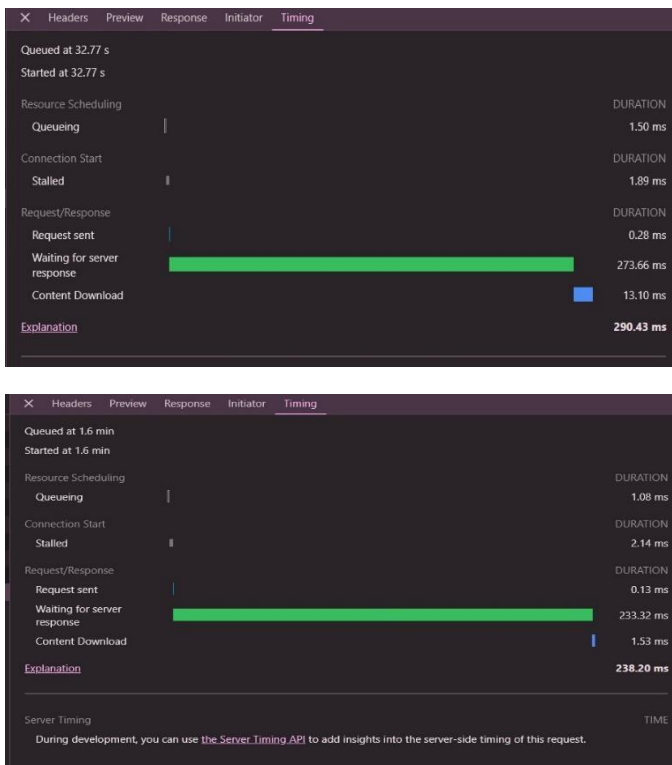 Headers Preview Response Initiator Timing
Queued at 32.77 s
Started at 32.77 s
Resource Scheduling DURATION
Queueing 1.50 ms
Connection Start DURATION
Stalled 1.89 ms
Request/Response DURATION
Request sent 0.28 ms
Waiting for server
response 273.66 ms
Content Download 13.10 ms
Explanation 290.43 ms
Headers Preview Response Initiator Timing
Queued at 1.6 min
Started at 1.6 min
Resource Scheduling DURATION
Queueing 1.08 ms
Connection Start DURATION
Stalled 2.14 ms
Request/Response DURATION
Request sent 0.13 ms
Waiting for server
response 233.32 ms
Content Download 1.53 ms
Explanation 238.20 ms
Server Timing TIME
During development, you can use the Server Timing API to add insights into the server-side timing of this request.